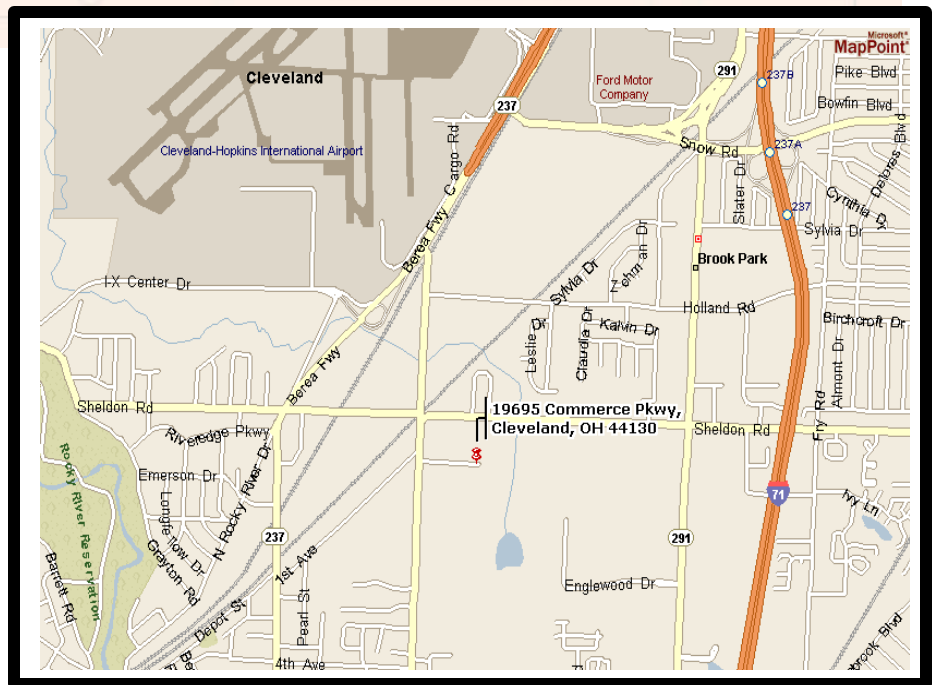 Microsoft®
MapPoint®
Cleveland
291
237B
Pike Blvd
Ford Motor
Company
237
Bowfin Blvd
Cleveland-Hopkins International Airport
Cargo Rd
Snow Rd
237A
Delores Blvd
Slater Dr
237
Sylvia Dr
Berea Fwy
Zehman Dr
Brook Park
I-X Center Dr
Sylvia Dr
Holland Rd
Birchcroft Dr
Leslie Dr
Claudia Dr
Kalvin Dr
Almont Dr
Berea Fwy
Sheldon Rd
19695 Commerce Pkwy,
Cleveland, OH 44130
Sheldon Rd
Fry Rd
Riveredge Pkwy
Emerson Dr
N Rocky River Dr
Rocky River Reservation
Longfellow Dr
71
Ivy Ln
237
291
Grayton Rd
1st Ave
Barrett Rd
Englewood Dr
Pearl St
Depot St
4th Ave